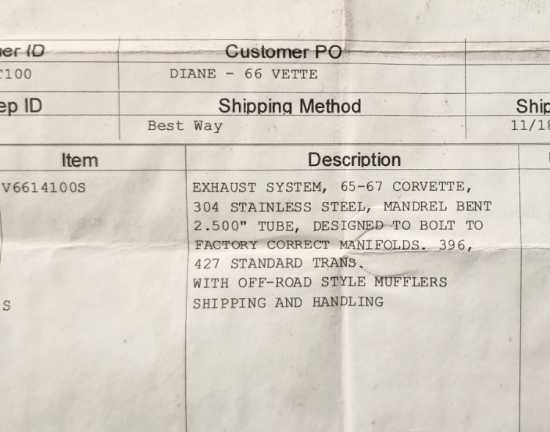 er ID Customer PO
T100 DIANE - 66 VETTE
ep ID Shipping Method Ship
Best Way 11/18
Item Description
V6614100S EXHAUST SYSTEM, 65-67 CORVETTE,
304 STAINLESS STEEL, MANDREL BENT
2.500" TUBE, DESIGNED TO BOLT TO
FACTORY CORRECT MANIFOLDS. 396,
427 STANDARD TRANS.
WITH OFF-ROAD STYLE MUFFLERS
S SHIPPING AND HANDLING